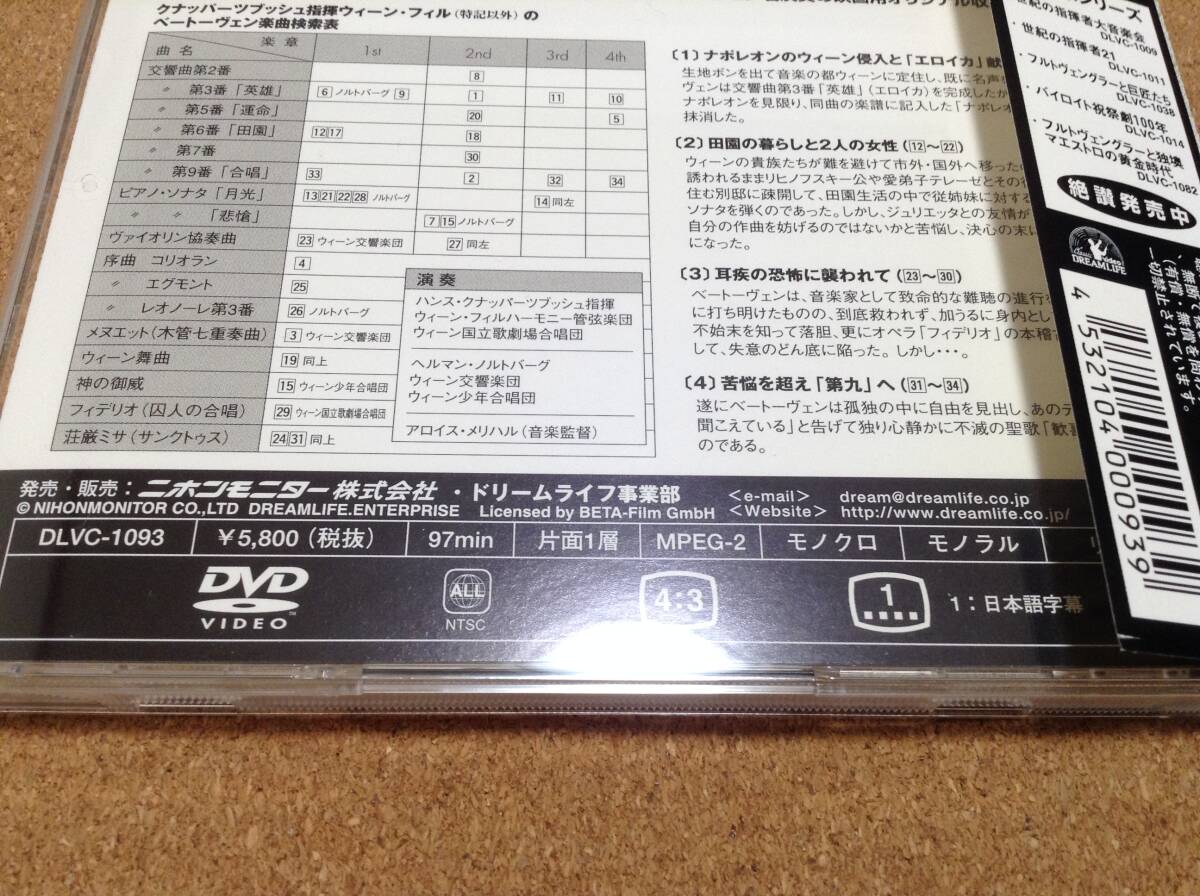 クナッパーツブッシュ指揮ウィーン・フィル(特記以外)の
ベートーヴェン楽曲検索表
曲名 楽章 1st 2nd 3rd 4th
交響曲第2番 8
〃 第3番「英雄」 6 ノルトバーグ 9 1 11 10
〃 第5番「運命」 20 5
〃 第6番「田園」 12 17 18
〃 第7番 30
〃 第9番「合唱」 33 2 32 34
ピアノ・ソナタ「月光」 13 21 22 28 ノルトバーグ 14 同左
〃 〃 「悲愴」 7 15 ノルトバーグ
ヴァイオリン協奏曲 23 ウィーン交響楽団 27 同左
序曲 コリオラン 4
〃 エグモント 25
〃 レオノーレ第3番 26 ノルトバーグ
メヌエット(木管七重奏曲) 3 ウィーン交響楽団
ウィーン舞曲 19 同上
神の御威 15 ウィーン少年合唱団
フィデリオ(囚人の合唱) 29 ウィーン国立歌劇場合唱団
荘厳ミサ(サンクトゥス) 24 31 同上
演奏
ハンス・クナッパーツブッシュ指揮
ウィーン・フィルハーモニー管弦楽団
ウィーン国立歌劇場合唱団
ヘルマン・ノルトバーグ
ウィーン交響楽団
ウィーン少年合唱団
アロイス・メリハル(音楽監督)
〔1〕ナポレオンのウィーン侵入と「エロイカ」献
生地ボンを出て音楽の都ウィーンに定住し、既に名声
ヴェンは交響曲第3番「英雄」(エロイカ)を完成したか
ナポレオンを見限り、同曲の楽譜に記入した「ナポレオ
抹消した。
〔2〕田園の暮らしと2人の女性(12~22)
ウィーンの貴族たちが難を避けて市外・国外へ移った
誘われるままリヒノフスキー公や愛弟子テレーゼとその
住む別邸に疎開して、田園生活の中で従姉妹に対する
ソナタを弾くのであった。しかし、ジュリエッタとの友情が
自分の作曲を妨げるのではないかと苦悩し、決心の末に
になった。
〔3〕耳疾の恐怖に襲われて(23~30)
ベートーヴェンは、音楽家として致命的な難聴の進行
に打ち明けたものの、到底救われず、加うるに身内とし
不始末を知って落胆、更にオペラ「フィデリオ」の本稽
して、失意のどん底に陥った。しかし・・・。
〔4〕苦悩を超え「第九」へ(31~34)
遂にベートーヴェンは孤独の中に自由を見出し、あのテ
聞こえている」と告げて独り心静かに不滅の聖歌「歓喜
のである。
シリーズ
世紀の指揮者大音楽会
DLVC-1009
・世紀の指揮者21
DLVC-1011
・フルトヴェングラーと巨匠たち
DLVC-1038
・バイロイト祝祭劇100年
DLVC-1014
・フルトヴェングラーと独墺
マエストロの黄金時代
DLVC-1082
絶賛発売中
Classic Video
DREAMLIFE
一切禁止されています。
4 532104 000939
発売・販売:ニホンモニター株式会社・ドリームライフ事業部
<e-mail> dream@dreamlife.co.jp
© NIHONMONITOR CO.,LTD DREAMLIFE.ENTERPRISE Licensed by BETA-Film GmbH
<Website> http://www.dreamlife.co.jp/
DLVC-1093 ¥5,800(税抜) 97min 片面1層 MPEG-2 モノクロ モノラル リ
DVD
VIDEO
ALL
NTSC
4:3
1
1:日本語字幕